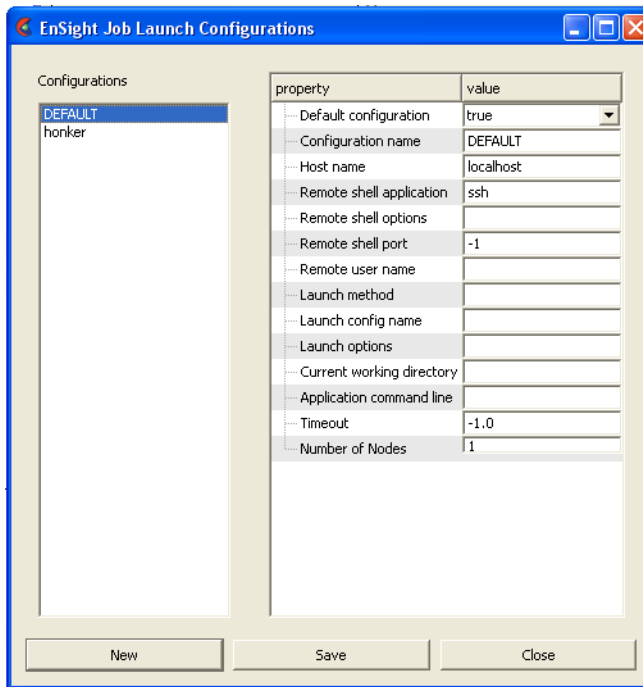 EnSight Job Launch Configurations
Configurations
DEFAULT
honker
property value
Default configuration true
Configuration name DEFAULT
Host name localhost
Remote shell application ssh
Remote shell options
Remote shell port -1
Remote user name
Launch method
Launch config name
Launch options
Current working directory
Application command line
Timeout -1.0
Number of Nodes 1
New Save Close